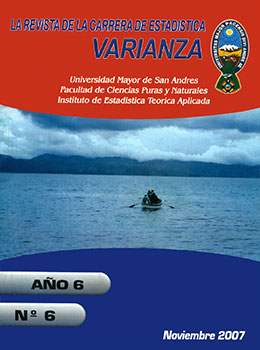 LA REVISTA DE LA CARRERA DE ESTADISTICA
VARIANZA
Universidad Mayor de San Andres
Facultad de Ciencias Puras y Naturales
Instituto de Estadistica Teorica Aplicada
AÑO 6
Nº 6
Noviembre 2007